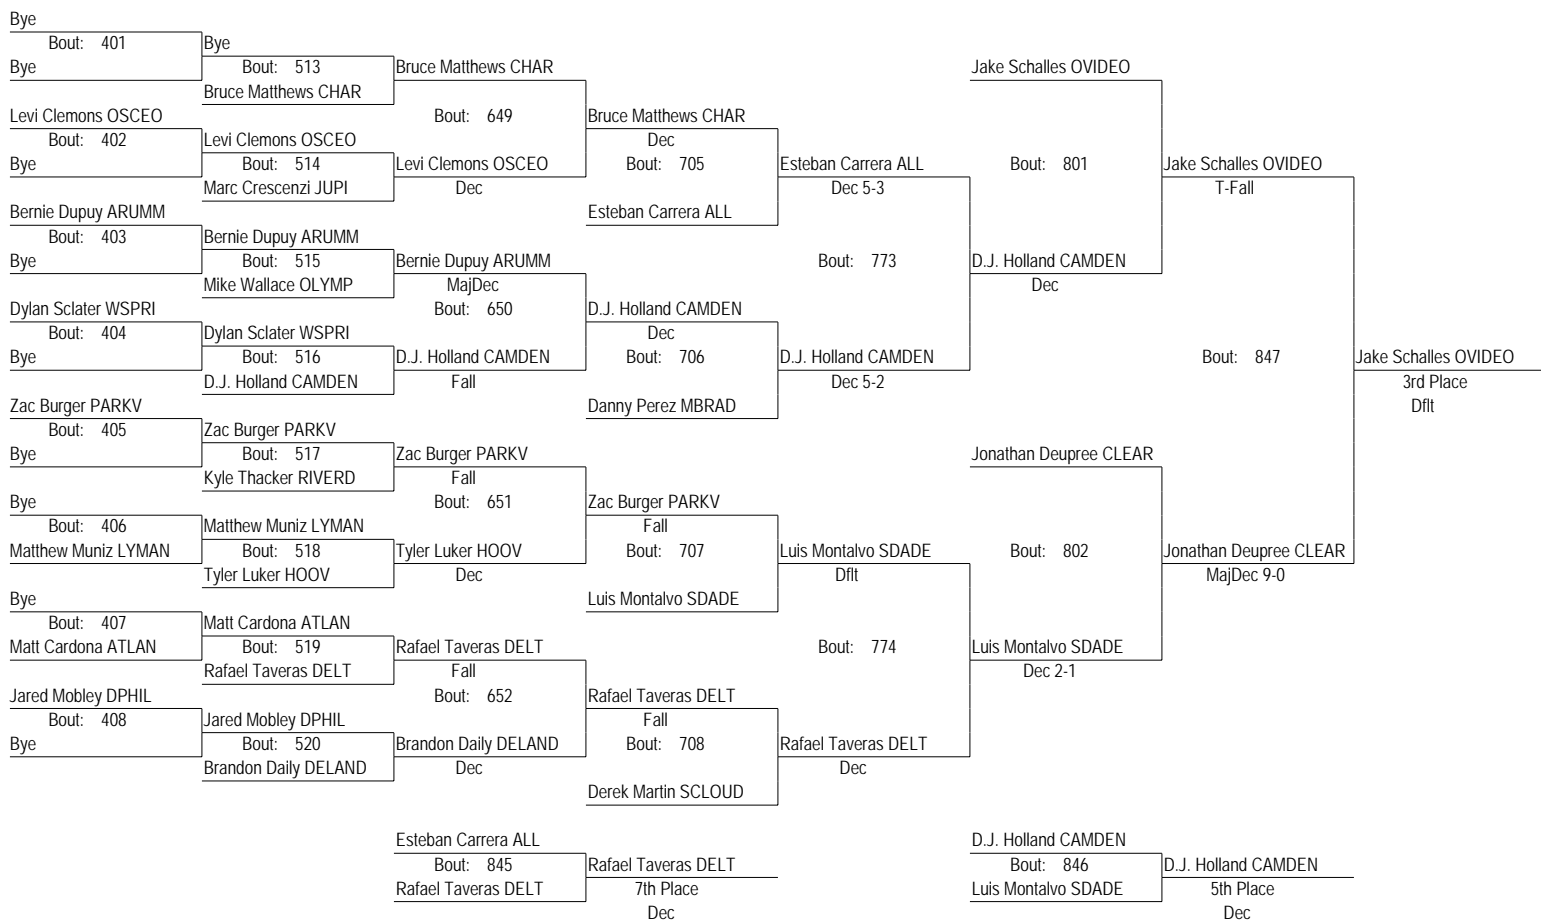 Bye
Bout: 401 Bye
Bye Bout: 513 Bruce Matthews CHAR Jake Schalles OVIDEO
Bruce Matthews CHAR
Levi Clemons OSCEO Bout: 649 Bruce Matthews CHAR
Bout: 402 Levi Clemons OSCEO Dec
Bye Bout: 514 Levi Clemons OSCEO Bout: 705 Esteban Carrera ALL Bout: 801 Jake Schalles OVIDEO
Marc Crescenzi JUPI Dec Dec 5-3 T-Fall
Bernie Dupuy ARUMM Esteban Carrera ALL
Bout: 403 Bernie Dupuy ARUMM
Bye Bout: 515 Bernie Dupuy ARUMM Bout: 773 D.J. Holland CAMDEN
Mike Wallace OLYMP MajDec Dec
Dylan Sclater WSPRI Bout: 650 D.J. Holland CAMDEN
Bout: 404 Dylan Sclater WSPRI Dec
Bye Bout: 516 D.J. Holland CAMDEN Bout: 706 D.J. Holland CAMDEN Bout: 847 Jake Schalles OVIDEO
D.J. Holland CAMDEN Fall Dec 5-2 3rd Place
Zac Burger PARKV Danny Perez MBRAD Dflt
Bout: 405 Zac Burger PARKV
Bye Bout: 517 Zac Burger PARKV Jonathan Deupree CLEAR
Kyle Thacker RIVERD Fall
Bye Bout: 651 Zac Burger PARKV
Bout: 406 Matthew Muniz LYMAN Fall
Matthew Muniz LYMAN Bout: 518 Tyler Luker HOOV Bout: 707 Luis Montalvo SDADE Bout: 802 Jonathan Deupree CLEAR
Tyler Luker HOOV Dec Dflt MajDec 9-0
Bye Luis Montalvo SDADE
Bout: 407 Matt Cardona ATLAN
Matt Cardona ATLAN Bout: 519 Rafael Taveras DELT Bout: 774 Luis Montalvo SDADE
Rafael Taveras DELT Fall Dec 2-1
Jared Mobley DPHIL Bout: 652 Rafael Taveras DELT
Bout: 408 Jared Mobley DPHIL Fall
Bye Bout: 520 Brandon Daily DELAND Bout: 708 Rafael Taveras DELT
Brandon Daily DELAND Dec Dec
Derek Martin SCLOUD
Esteban Carrera ALL D.J. Holland CAMDEN
Bout: 845 Rafael Taveras DELT Bout: 846 D.J. Holland CAMDEN
Rafael Taveras DELT 7th Place Luis Montalvo SDADE 5th Place
Dec Dec